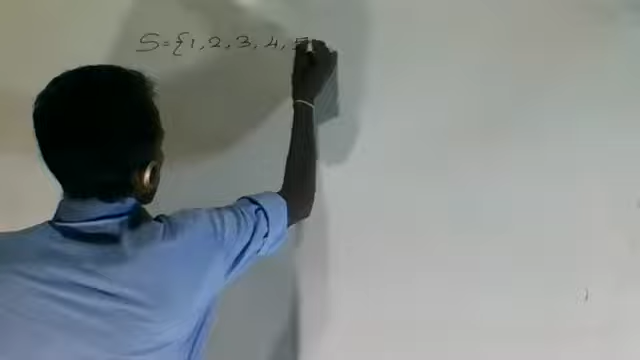 S = {1, 2, 3, 4, 5